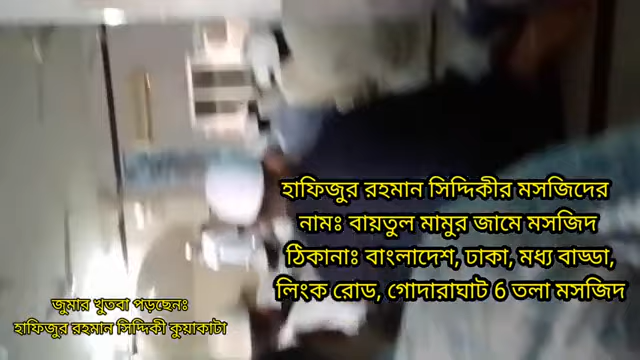 হাফিজুর রহমান সিদ্দিকীর মসজিদের
নামঃ বায়তুল মামুর জামে মসজিদ
ঠিকানাঃ বাংলাদেশ, ঢাকা, মধ্য বাড্ডা,
লিংক রোড, গোদারাঘাট 6 তলা মসজিদ
জুমার খুতবা পড়ছেনঃ
হাফিজুর রহমান সিদ্দিকী কুয়াকাটা